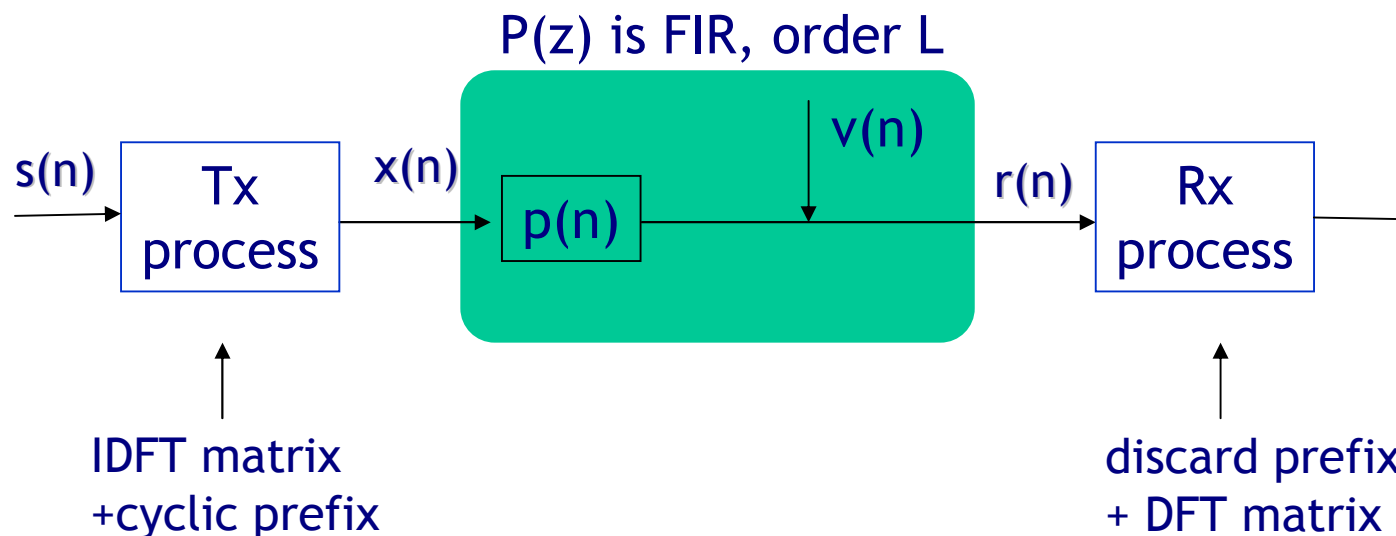 P(z) is FIR, order L
s(n)
Tx
process
x(n)
p(n)
v(n)
r(n)
Rx
process
IDFT matrix
+cyclic prefix
discard prefix
+ DFT matrix